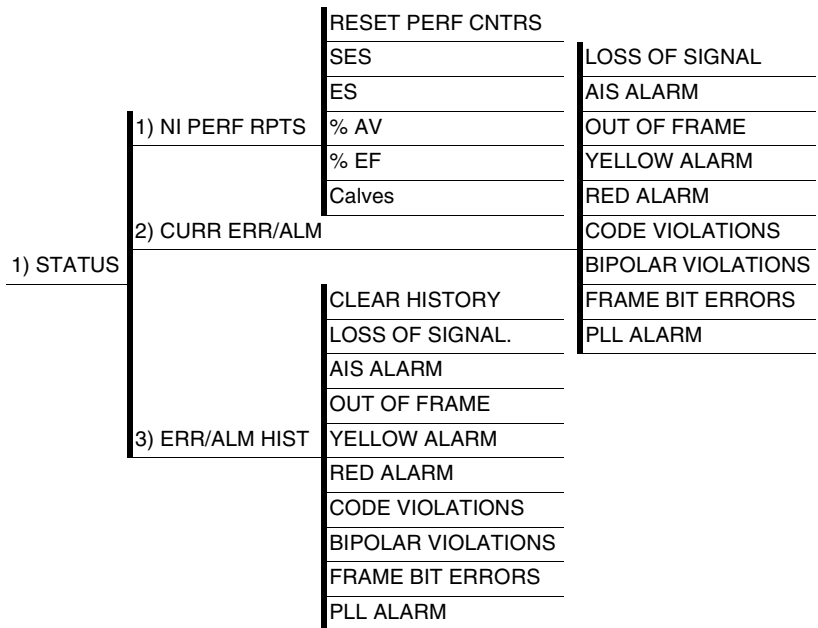 1) STATUS
1) NI PERF RPTS
RESET PERF CNTRS
SES
ES
% AV
% EF
Calves
2) CURR ERR/ALM
LOSS OF SIGNAL
AIS ALARM
OUT OF FRAME
YELLOW ALARM
RED ALARM
CODE VIOLATIONS
BIPOLAR VIOLATIONS
FRAME BIT ERRORS
PLL ALARM
3) ERR/ALM HIST
CLEAR HISTORY
LOSS OF SIGNAL.
AIS ALARM
OUT OF FRAME
YELLOW ALARM
RED ALARM
CODE VIOLATIONS
BIPOLAR VIOLATIONS
FRAME BIT ERRORS
PLL ALARM